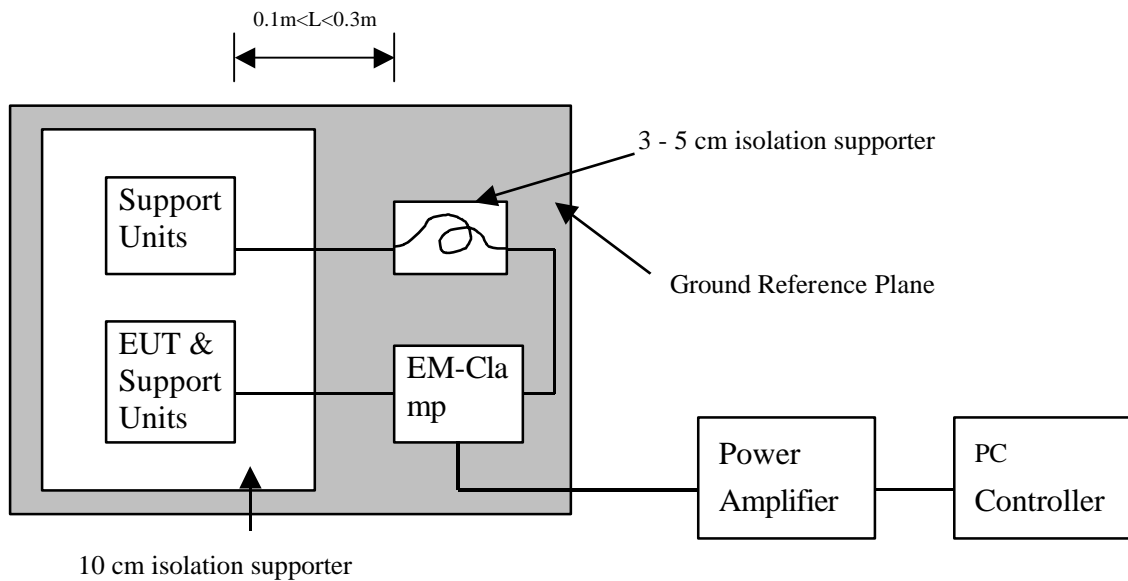 0.1m<L<0.3m
3 - 5 cm isolation supporter
Support
Units
Ground Reference Plane
EUT &
Support
Units
EM-Cla
mp
Power
Amplifier
PC
Controller
10 cm isolation supporter